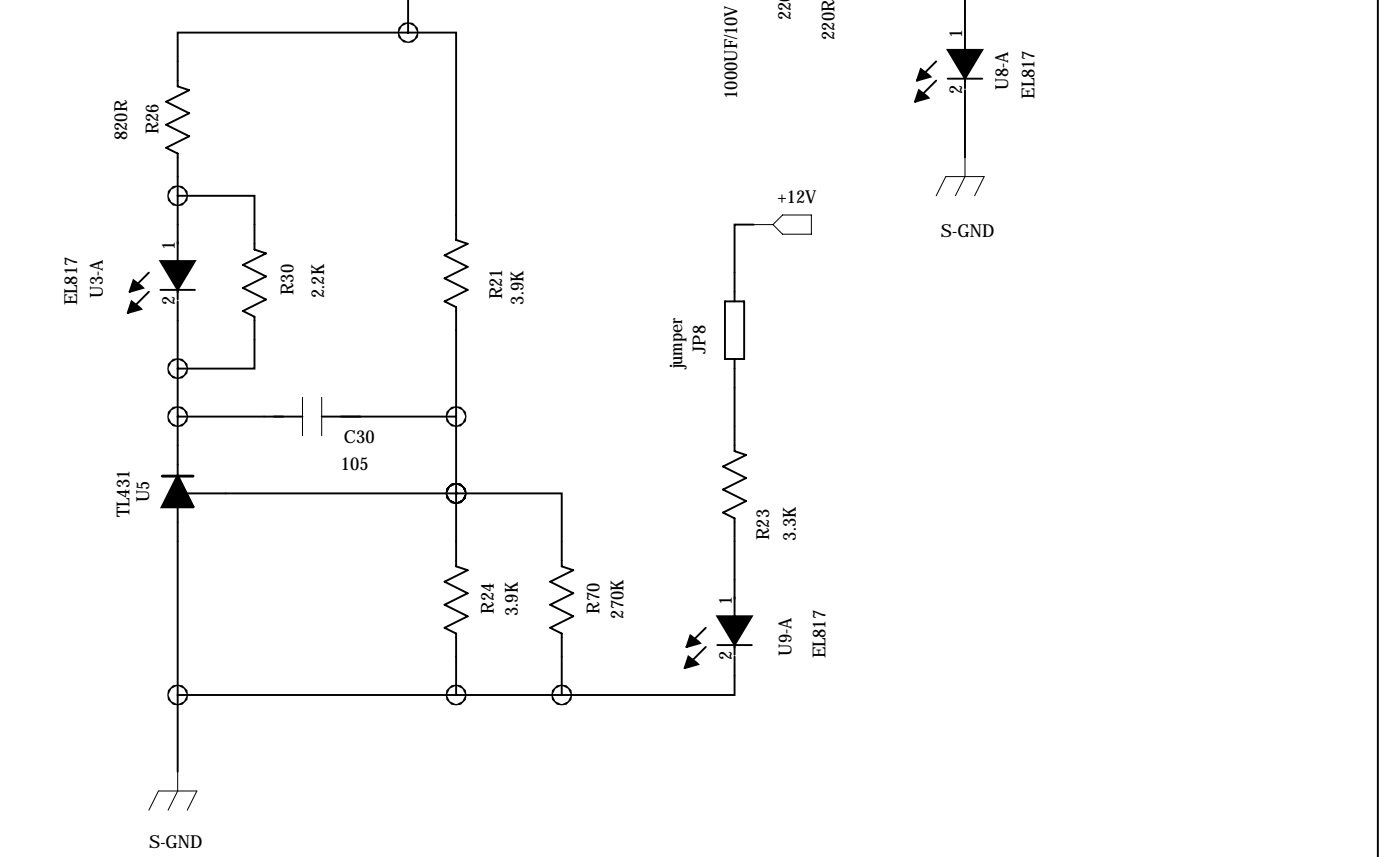 820R
R26
EL817
U3-A
1
2
R30
2.2K
R21
3.9K
C30
105
TL431
U5
R24
3.9K
R70
270K
S-GND
1000UF/10V
220R
1
2
U8-A
EL817
S-GND
+12V
jumper
JP8
R23
3.3K
1
2
U9-A
EL817